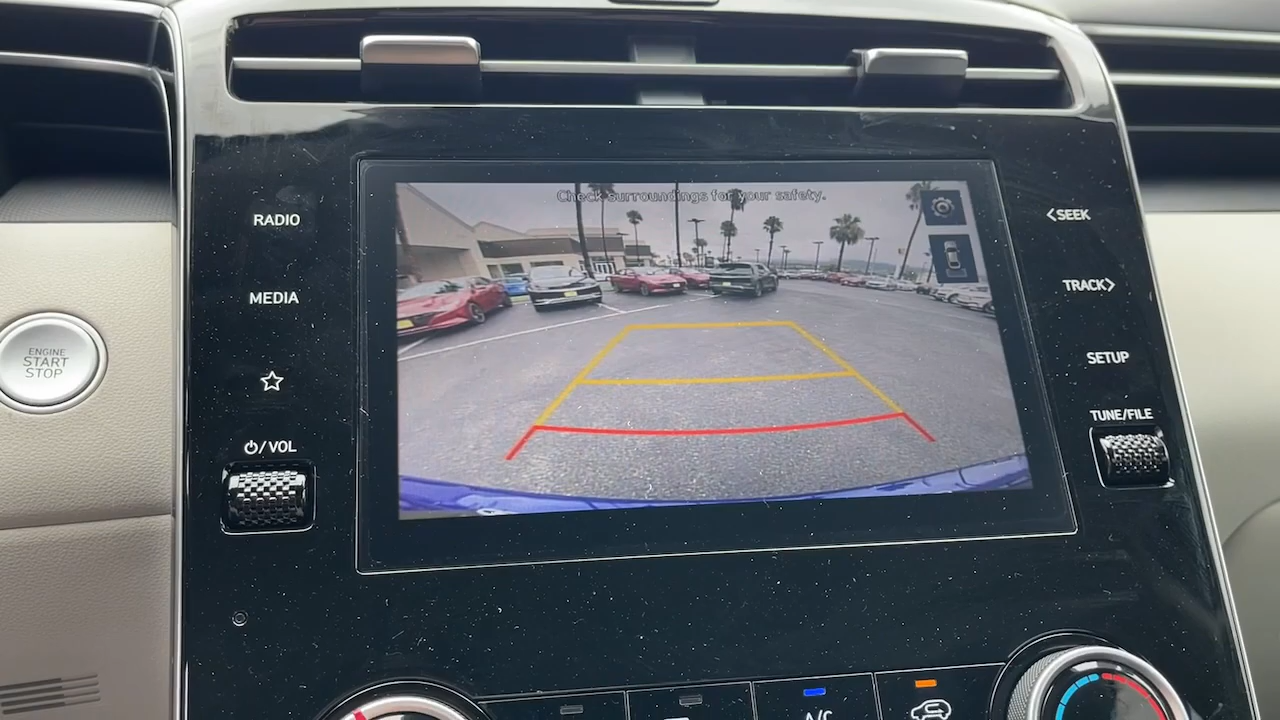 Check surroundings for your safety.
RADIO
MEDIA
ENGINE
START
STOP
⏻/VOL
<SEEK
TRACK>
SETUP
TUNE/FILE
A/C